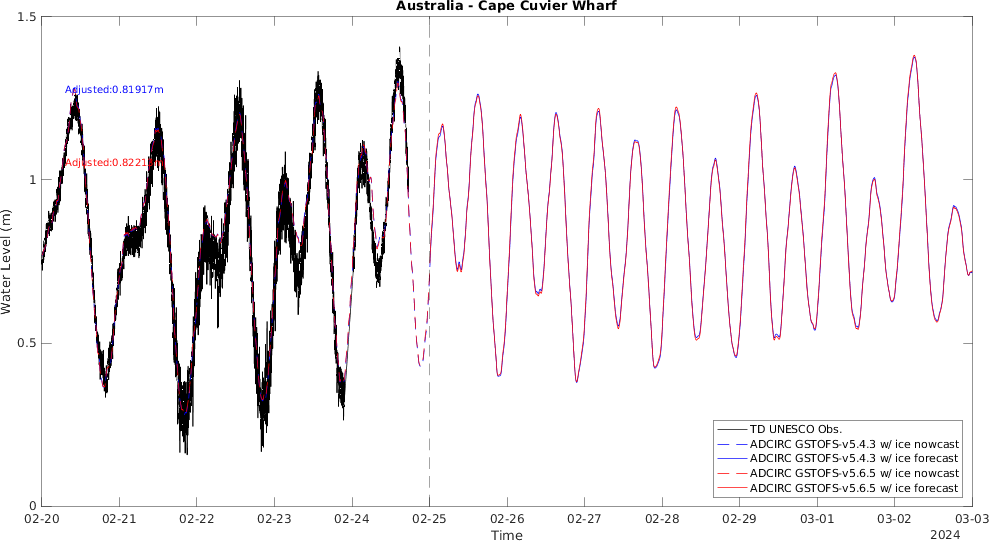 Australia - Cape Cuvier Wharf
1.5
1
0.5
0
Water Level (m)
Adjusted:0.81917m
Adjusted:0.8221
TD UNESCO Obs.
ADCIRC GSTOFS-v5.4.3 w/ ice nowcast
ADCIRC GSTOFS-v5.4.3 w/ ice forecast
ADCIRC GSTOFS-v5.6.5 w/ ice nowcast
ADCIRC GSTOFS-v5.6.5 w/ ice forecast
02-20 02-21 02-22 02-23 02-24 02-25 02-26 02-27 02-28 02-29 03-01 03-02 03-03
Time
2024